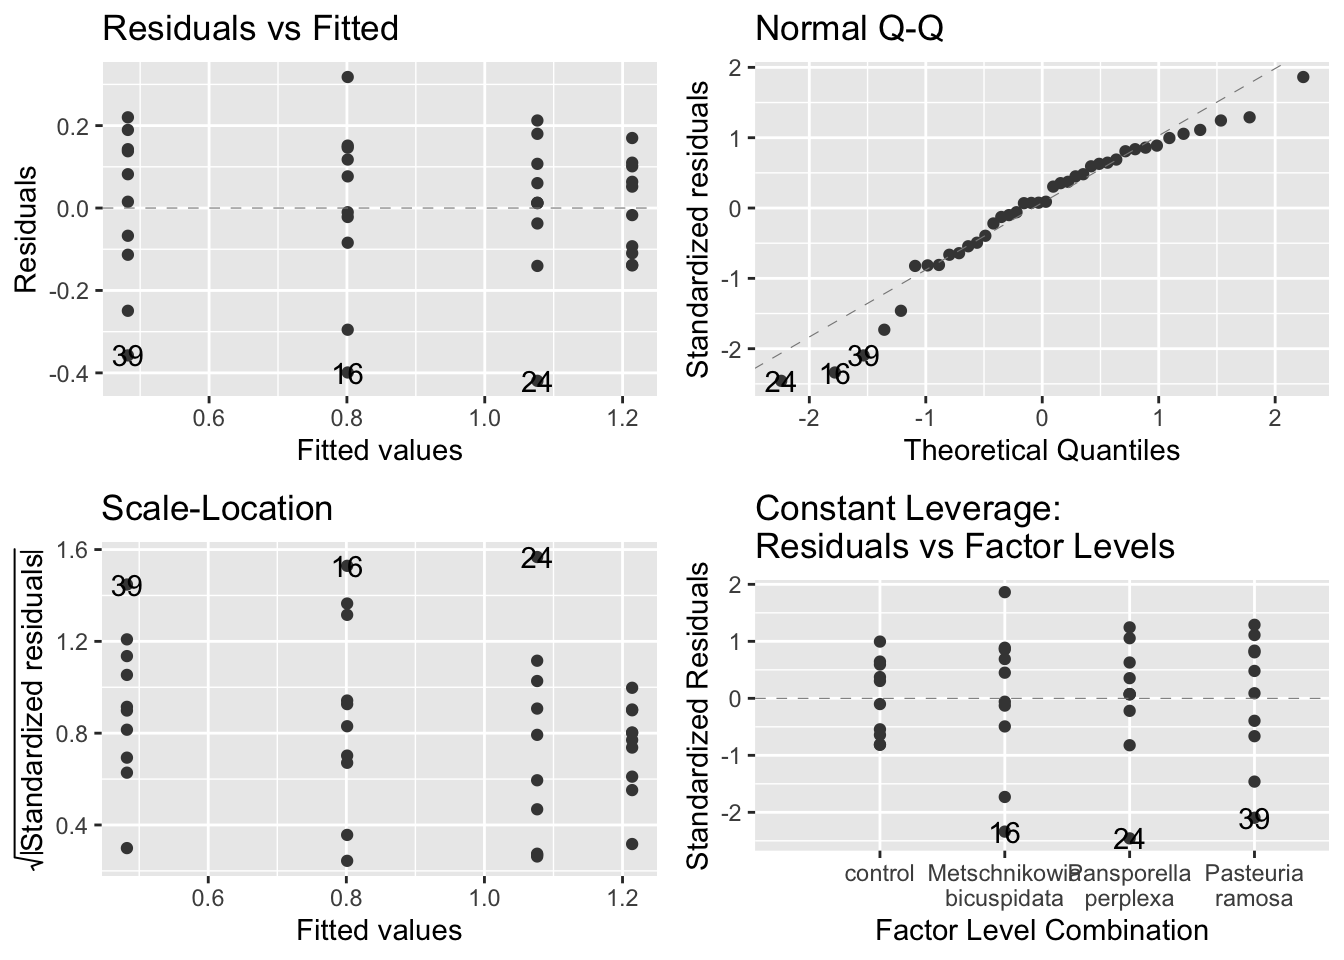 Residuals vs Fitted
Residuals
0.2
0.0
-0.2
-0.4
39
16
24
0.6
0.8
1.0
1.2
Fitted values
Normal Q-Q
Standardized residuals
2
1
0
-1
-2
24
16
39
-2
-1
0
1
2
Theoretical Quantiles
Scale-Location
√|Standardized residuals|
1.6
1.2
0.8
0.4
39
16
24
0.6
0.8
1.0
1.2
Fitted values
Constant Leverage:
Residuals vs Factor Levels
Standardized Residuals
2
1
0
-1
-2
16
24
39
control
Metschnikowia
bicuspidata
Pansporella
perplexa
Pasteuria
ramosa
Factor Level Combination